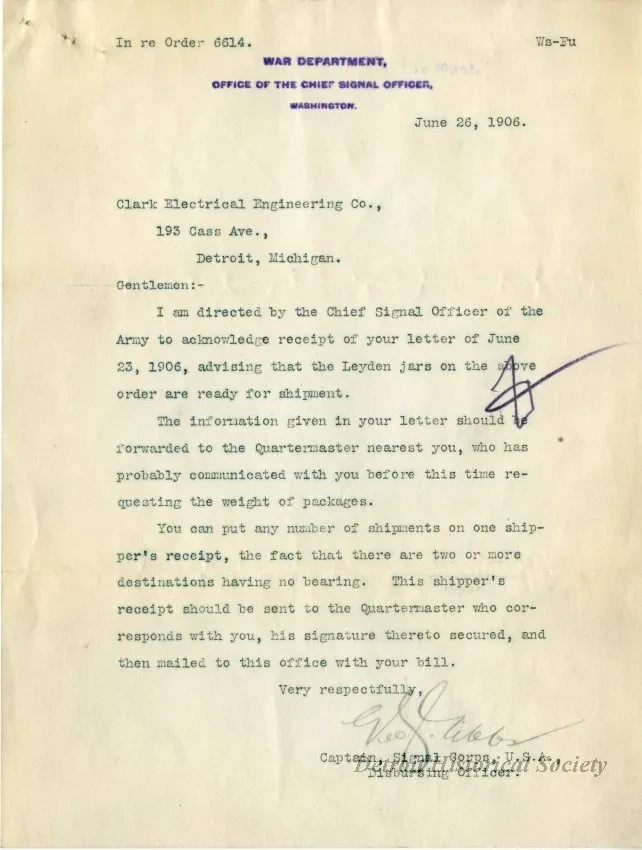 In re Order 6614. Ws-Fu
WAR DEPARTMENT,
OFFICE OF THE CHIEF SIGNAL OFFICER,
WASHINGTON.
June 26, 1906.
Clark Electrical Engineering Co.,
193 Cass Ave.,
Detroit, Michigan.
Gentlemen:-
I am directed by the Chief Signal Officer of the
Army to acknowledge receipt of your letter of June
23, 1906, advising that the Leyden jars on the above
order are ready for shipment.
The information given in your letter should be
forwarded to the Quartermaster nearest you, who has
probably communicated with you before this time re-
questing the weight of packages.
You can put any number of shipments on one ship-
per's receipt, the fact that there are two or more
destinations having no bearing. This shipper's
receipt should be sent to the Quartermaster who cor-
responds with you, his signature thereto secured, and
then mailed to this office with your bill.
Very respectfully,
Captain, Signal Corps, U.S.A.,
Disbursing Officer.
Detroit Historical Society